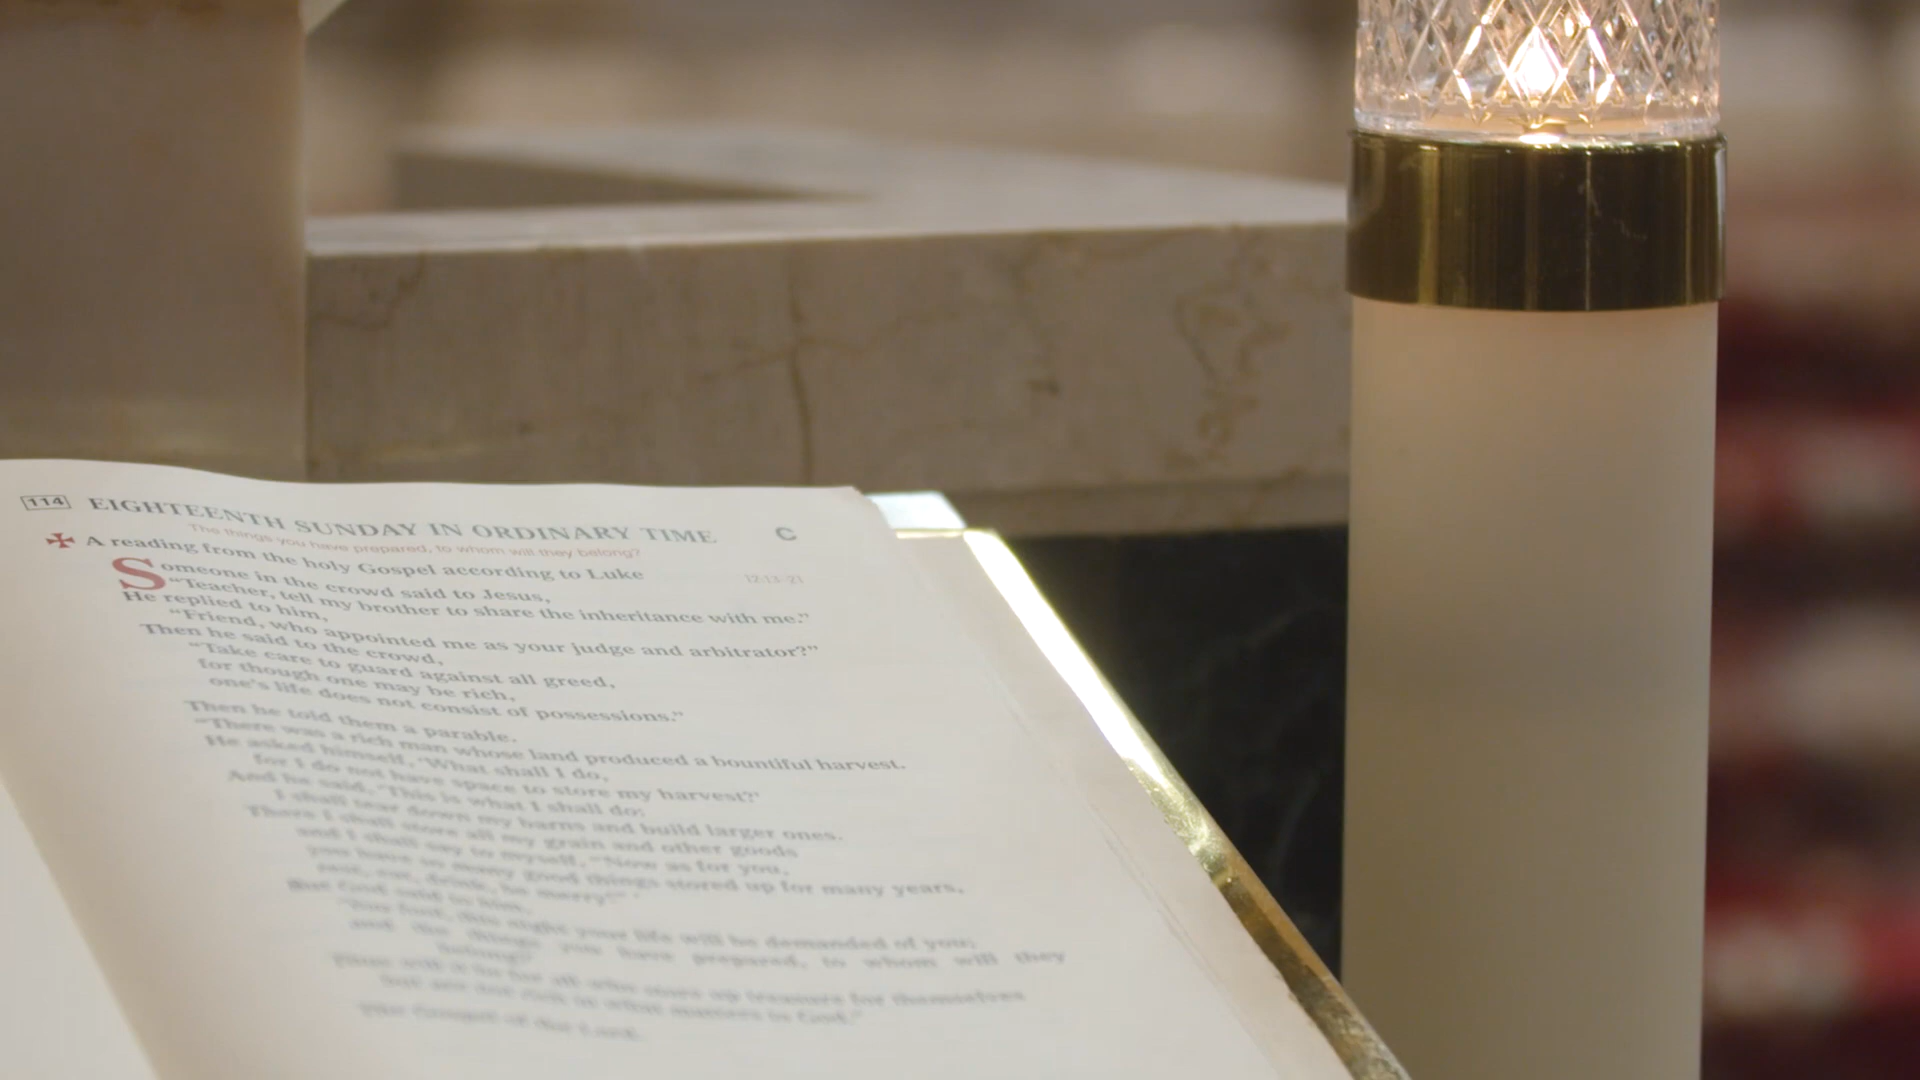 114 EIGHTEENTH SUNDAY IN ORDINARY TIME C
The things you have prepared, to whom will they belong?
A reading from the holy Gospel according to Luke 12:13-21
Someone in the crowd said to Jesus,
“Teacher, tell my brother to share the inheritance with me.”
He replied to him,
“Friend, who appointed me as your judge and arbitrator?”
Then he said to the crowd,
“Take care to guard against all greed,
for though one may be rich,
one's life does not consist of possessions.”
Then he told them a parable.
“There was a rich man whose land produced a bountiful harvest.
He asked himself, ‘What shall I do,
for I do not have space to store my harvest?’
And he said, ‘This is what I shall do:
I shall tear down my barns and build larger ones.
There I shall store all my grain and other goods
and I shall say to myself, “Now as for you,
you have so many good things stored up for many years,
rest, eat, drink, be merry!”’
But God said to him,
‘You fool, this night your life will be demanded of you;
and the things you have prepared, to whom will they
belong?’
Thus will it be for all who store up treasure for themselves
but are not rich in what matters to God.”
The Gospel of the Lord.